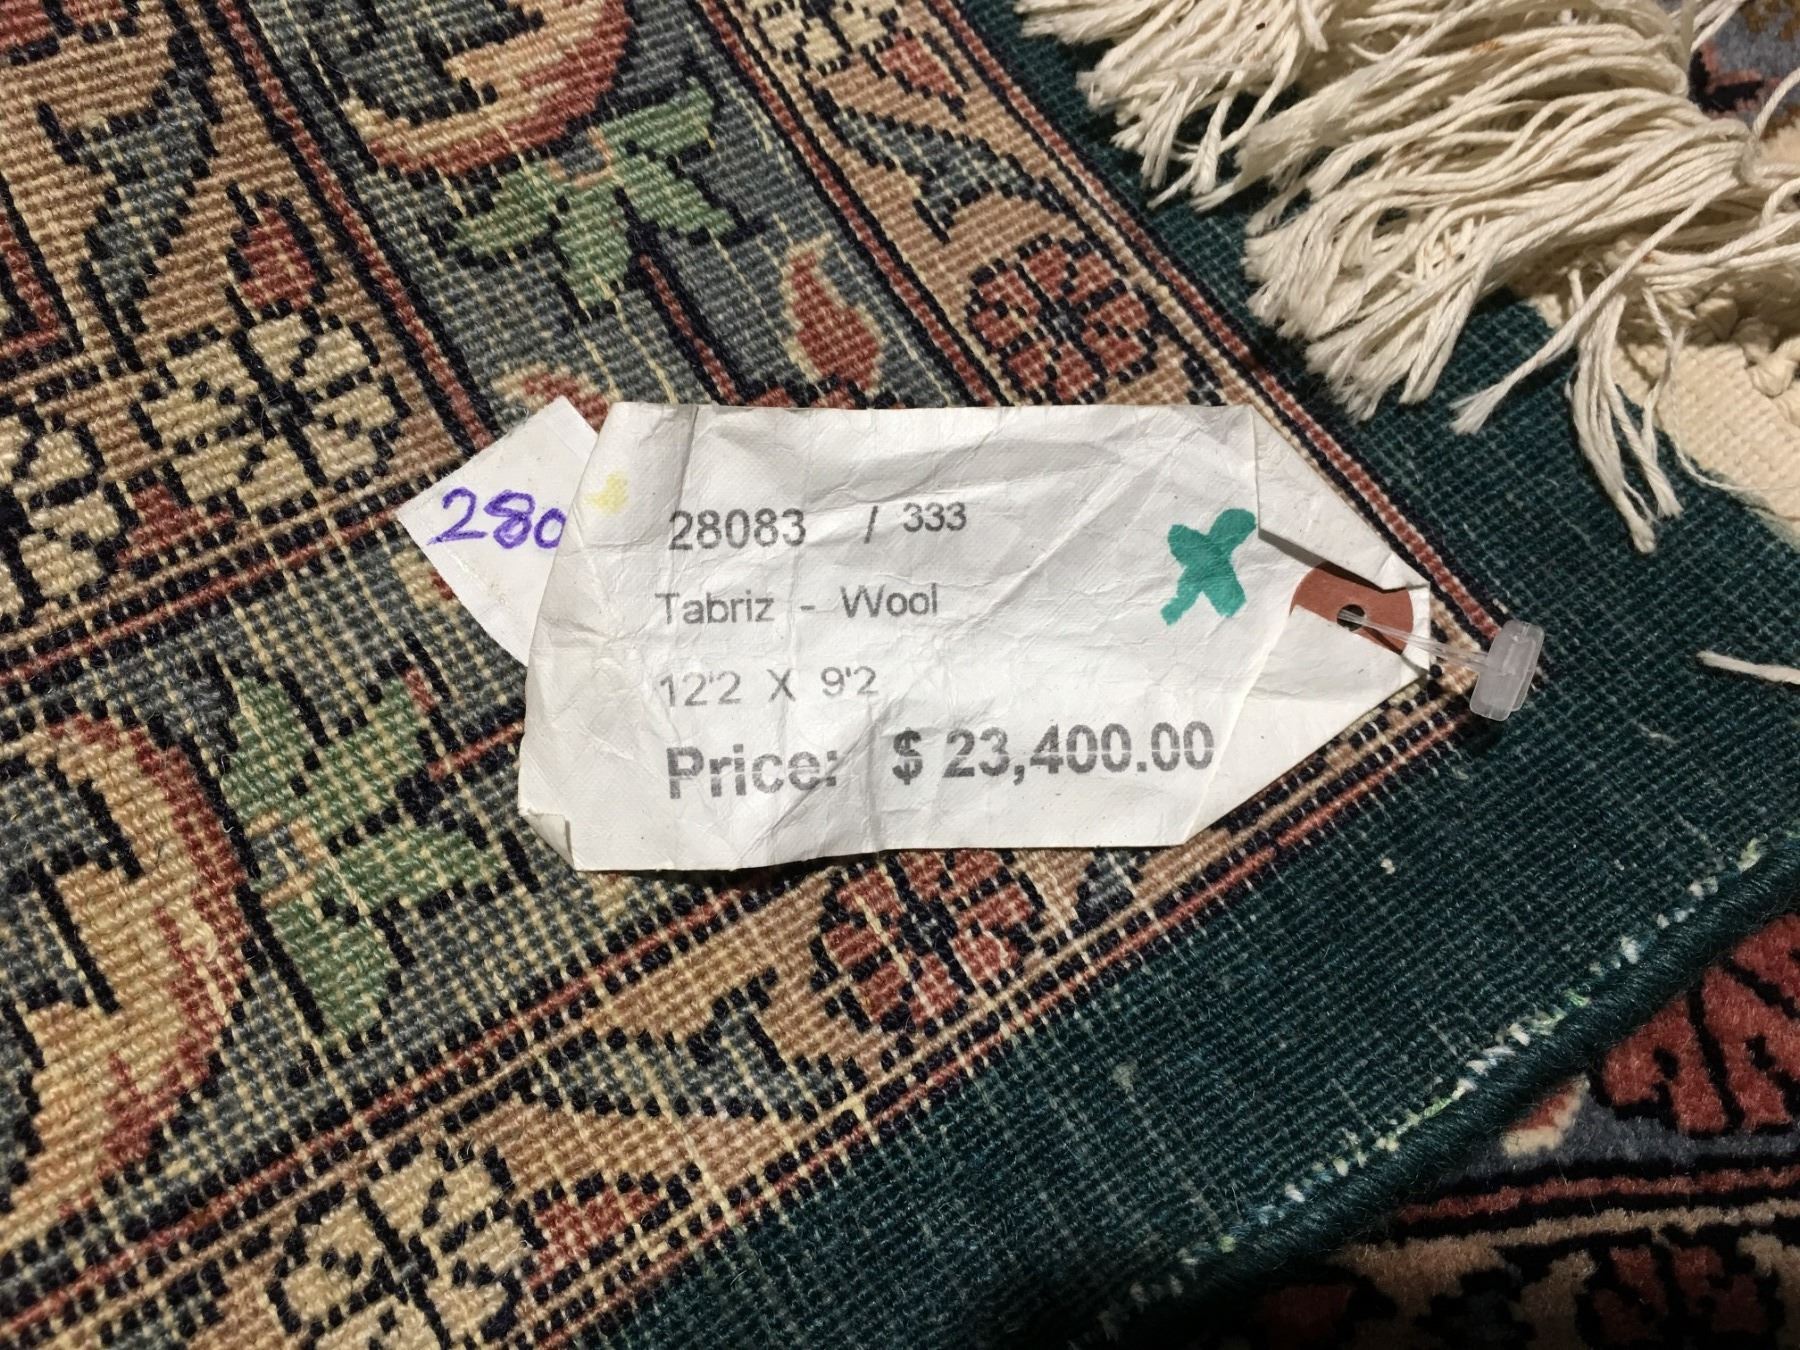 280
28083 / 333
Tabriz - Wool
12'2 X 9'2
Price: $ 23,400.00